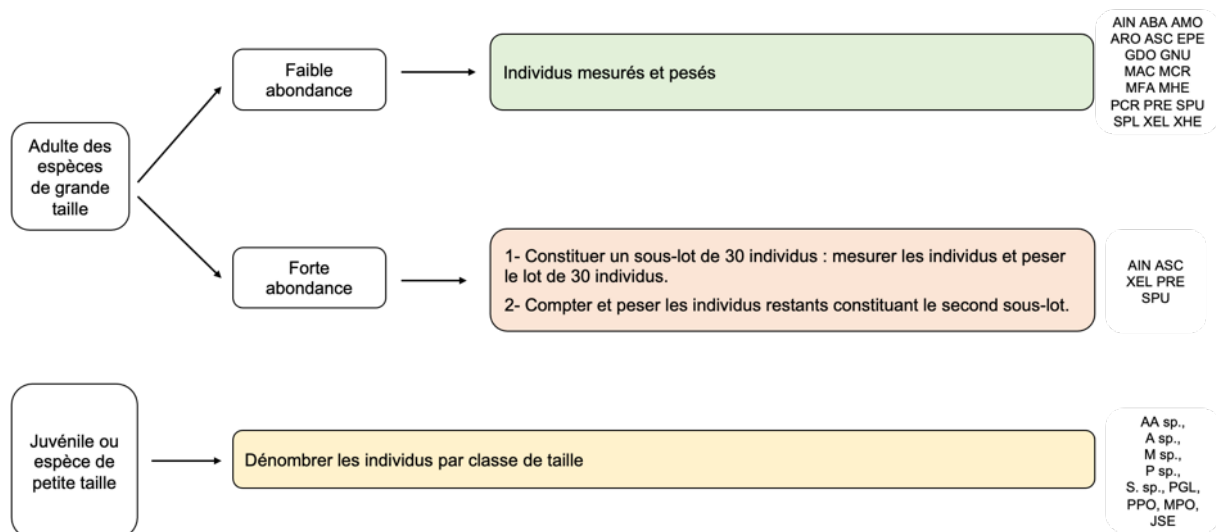 Adulte des
espèces
de grande
taille
Faible
abondance
Individus mesurés et pesés
AIN ABA AMO
ARO ASC EPE
GDO GNU
MAC MCR
MFA MHE
PCR PRE SPU
SPL XEL XHE
Forte
abondance
1- Constituer un sous-lot de 30 individus : mesurer les individus et peser
le lot de 30 individus.
2- Compter et peser les individus restants constituant le second sous-lot.
AIN ASC
XEL PRE
SPU
Juvénile ou
espèce de
petite taille
Dénombrer les individus par classe de taille
AA sp.,
A sp.,
M sp.,
P sp.,
S. sp., PGL,
PPO, MPO,
JSE